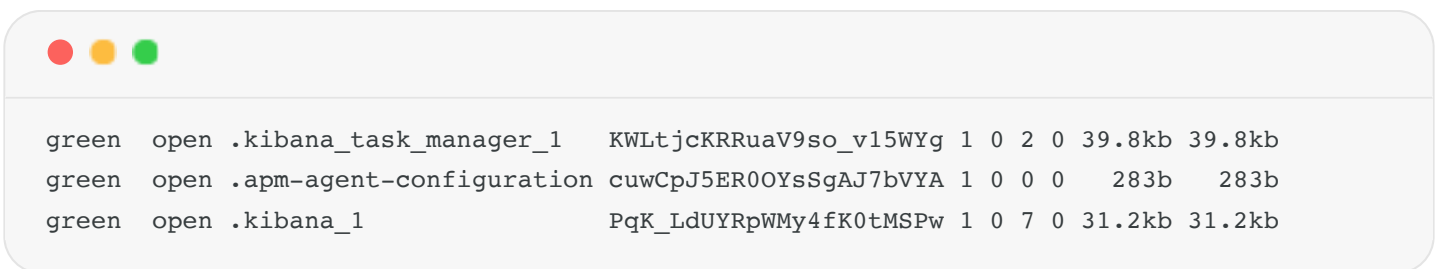 green  open .kibana_task_manager_1   KWLtjcKRRuaV9so_v15WYg 1 0 2 0 39.8kb 39.8kb
green  open .apm-agent-configuration cuwCpJ5ER0OYsSgAJ7bVYA 1 0 0 0   283b   283b
green  open .kibana_1                PqK_LdUYRpWMy4fK0tMSPw 1 0 7 0 31.2kb 31.2kb